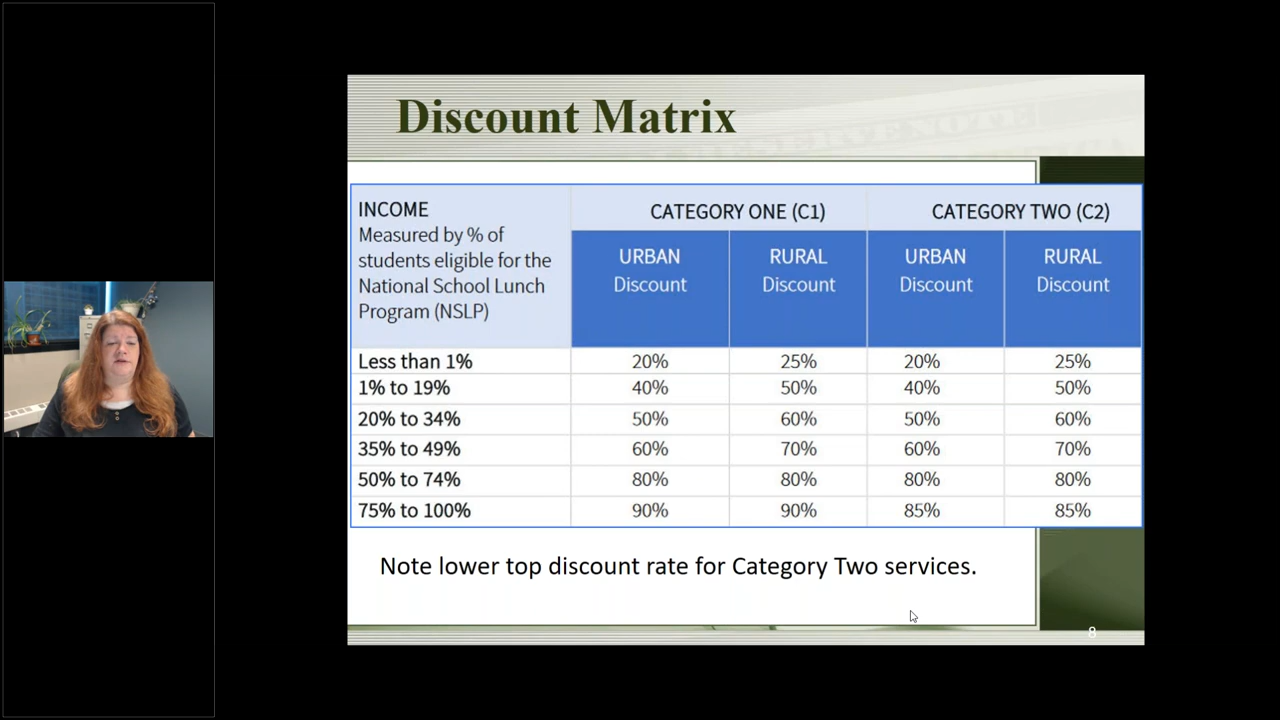 Discount Matrix
INCOME
Measured by % of
students eligible for the
National School Lunch
Program (NSLP)
CATEGORY ONE (C1)
CATEGORY TWO (C2)
URBAN
Discount
RURAL
Discount
URBAN
Discount
RURAL
Discount
Less than 1% 20% 25% 20% 25%
1% to 19% 40% 50% 40% 50%
20% to 34% 50% 60% 50% 60%
35% to 49% 60% 70% 60% 70%
50% to 74% 80% 80% 80% 80%
75% to 100% 90% 90% 85% 85%
Note lower top discount rate for Category Two services.
8